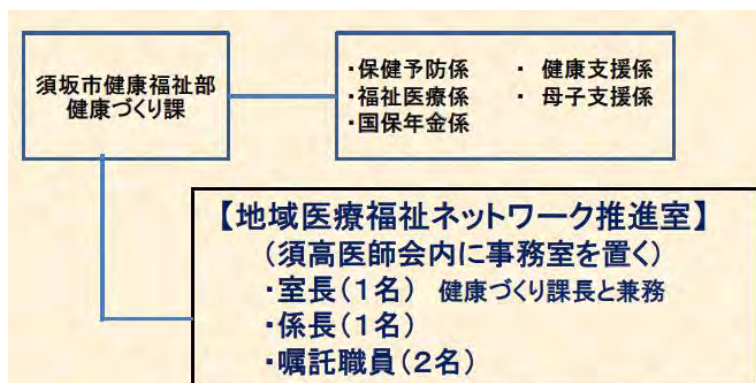 須坂市健康福祉部
健康づくり課
・保健予防係　・ 健康支援係
・福祉医療係　・ 母子支援係
・国保年金係
【地域医療福祉ネットワーク推進室】
(須高医師会内に事務室を置く)
・室長(1名) 健康づくり課長と兼務
・係長(1名)
・嘱託職員(2名)